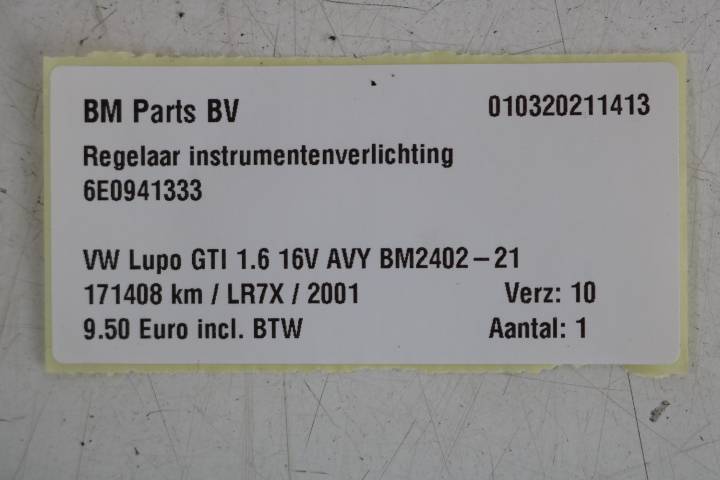 BM Parts BV 010320211413
Regelaar instrumentenverlichting
6E0941333
VW Lupo GTI 1.6 16V AVY BM2402-21
171408 km / LR7X / 2001 Verz: 10
9.50 Euro incl. BTW Aantal: 1